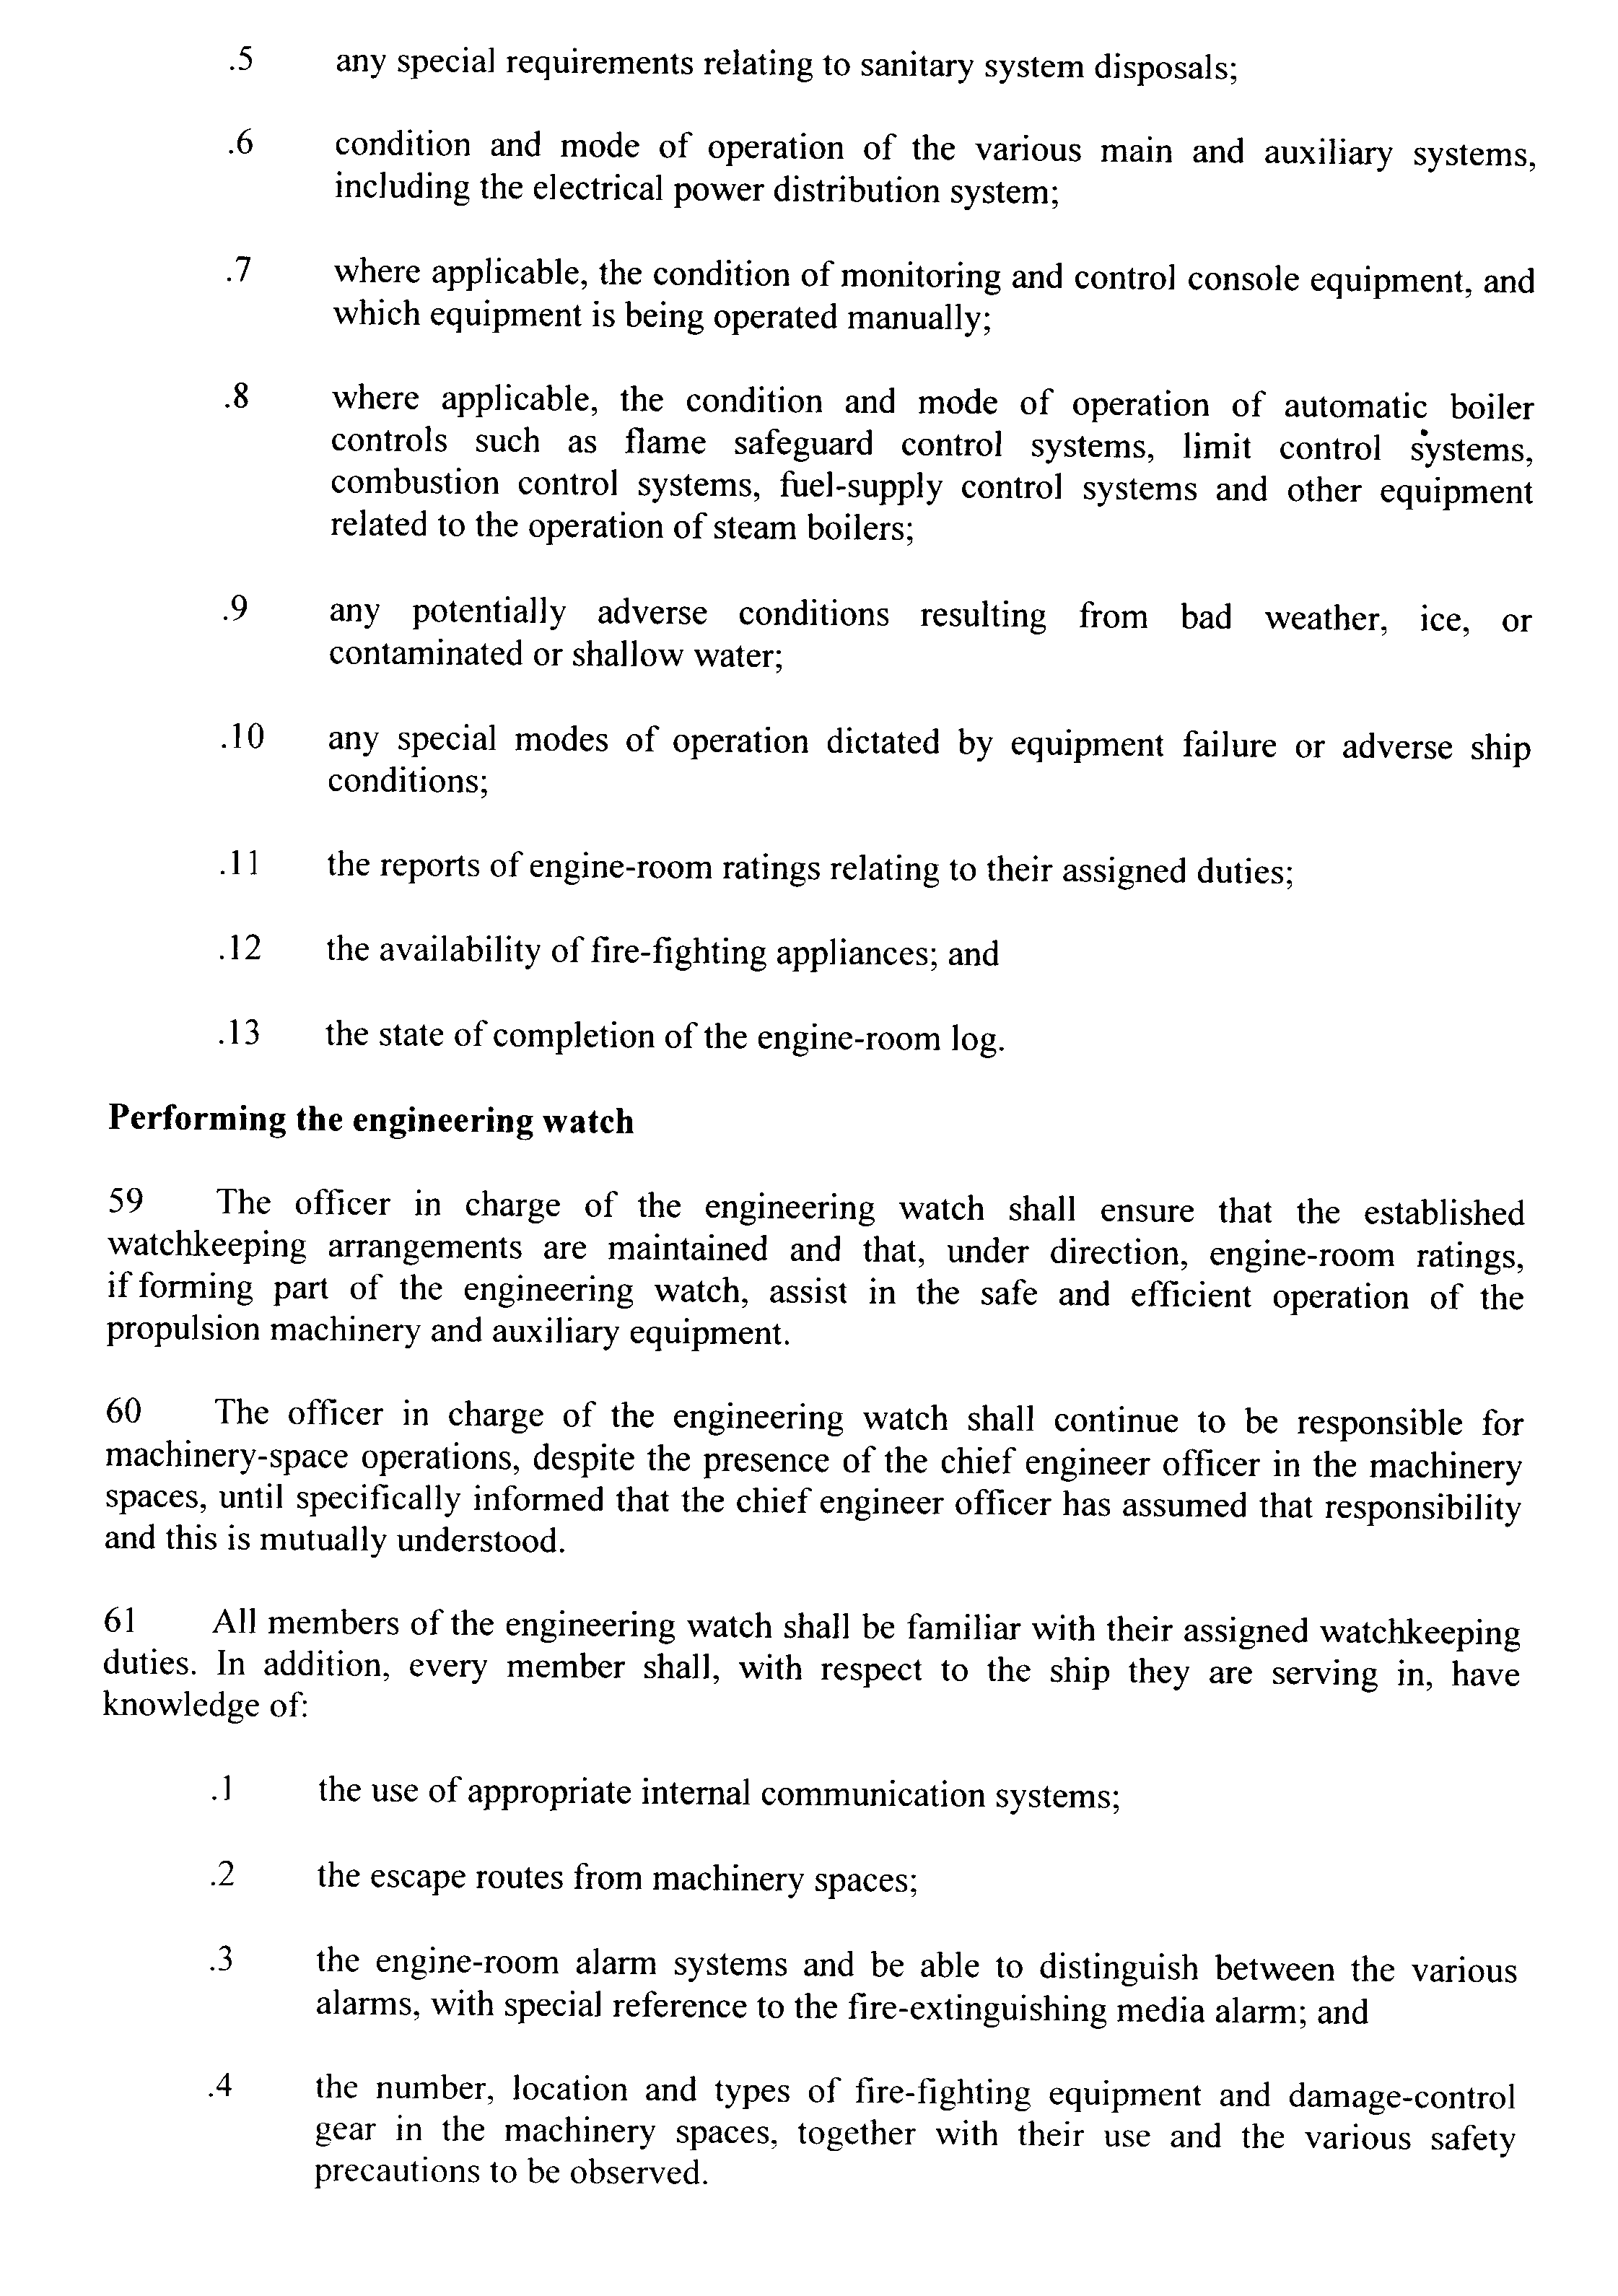 .5 any special requirements relating to sanitary system disposals;
.6 condition and mode of operation of the various main and auxiliary systems,
including the electrical power distribution system;
.7 where applicable, the condition of monitoring and control console equipment, and
which equipment is being operated manually;
.8 where applicable, the condition and mode of operation of automatic boiler
controls such as flame safeguard control systems, limit control systems,
combustion control systems, fuel-supply control systems and other equipment
related to the operation of steam boilers;
.9 any potentially adverse conditions resulting from bad weather, ice, or
contaminated or shallow water;
.10 any special modes of operation dictated by equipment failure or adverse ship
conditions;
.11 the reports of engine-room ratings relating to their assigned duties;
.12 the availability of fire-fighting appliances; and
.13 the state of completion of the engine-room log.
Performing the engineering watch
59 The officer in charge of the engineering watch shall ensure that the established
watchkeeping arrangements are maintained and that, under direction, engine-room ratings,
if forming part of the engineering watch, assist in the safe and efficient operation of the
propulsion machinery and auxiliary equipment.
60 The officer in charge of the engineering watch shall continue to be responsible for
machinery-space operations, despite the presence of the chief engineer officer in the machinery
spaces, until specifically informed that the chief engineer officer has assumed that responsibility
and this is mutually understood.
61 All members of the engineering watch shall be familiar with their assigned watchkeeping
duties. In addition, every member shall, with respect to the ship they are serving in, have
knowledge of:
.1 the use of appropriate internal communication systems;
.2 the escape routes from machinery spaces;
.3 the engine-room alarm systems and be able to distinguish between the various
alarms, with special reference to the fire-extinguishing media alarm; and
.4 the number, location and types of fire-fighting equipment and damage-control
gear in the machinery spaces, together with their use and the various safety
precautions to be observed.